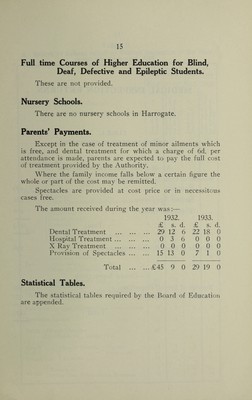 15
Full time Courses of Higher Education for Blind,
Deaf, Defective and Epileptic Students.
These are not provided.
Nursery Schools.
There are no nursery schools in Harrogate.
Parents' Payments.
Except in the case of treatment of minor ailments which
is free, and dental treatment for which a charge of 6d. per
attendance is made, parents are expected to pay the full cost
of treatment provided by the Authority.
Where the family income falls below a certain figure the
whole or part of the cost may be remitted.
Spectacles are provided at cost price or in necessitous
cases free.
The amount received during the year was:—
1932. 1933.
£ s. d. £ s. d.
Dental Treatment ... ... ... 29 12 6 22 18 0
Hospital Treatment ... ... ... 0 3 6 0 0 0
X Ray Treatment ... ... ... 0 0 0 0 0 0
Provision of Spectacles ... ... 15 13 0 7 1 0
Total ... ....£45 9 0 29 19 0
Statistical Tables.
The statistical tables required by the Board of Education
are appended.